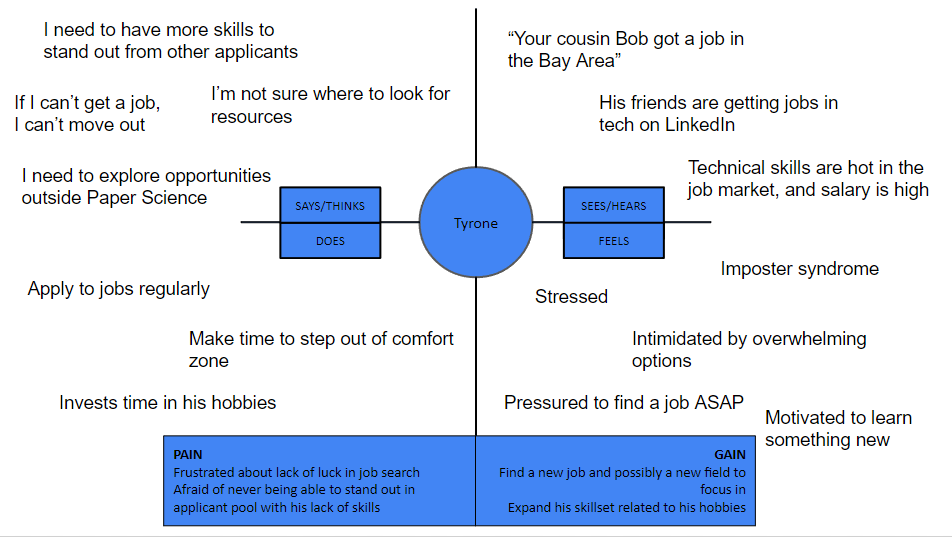 I need to have more skills to
stand out from other applicants
If I can’t get a job,
I can’t move out
I’m not sure where to look for
resources
I need to explore opportunities
outside Paper Science
“Your cousin Bob got a job in
the Bay Area”
His friends are getting jobs in
tech on LinkedIn
Technical skills are hot in the
job market, and salary is high
SAYS/THINKS
DOES
Tyrone
SEES/HEARS
FEELS
Apply to jobs regularly
Make time to step out of comfort
zone
Invests time in his hobbies
Imposter syndrome
Stressed
Intimidated by overwhelming
options
Pressured to find a job ASAP
Motivated to learn
something new
PAIN
Frustrated about lack of luck in job search
Afraid of never being able to stand out in
applicant pool with his lack of skills
GAIN
Find a new job and possibly a new field to
focus in
Expand his skillset related to his hobbies